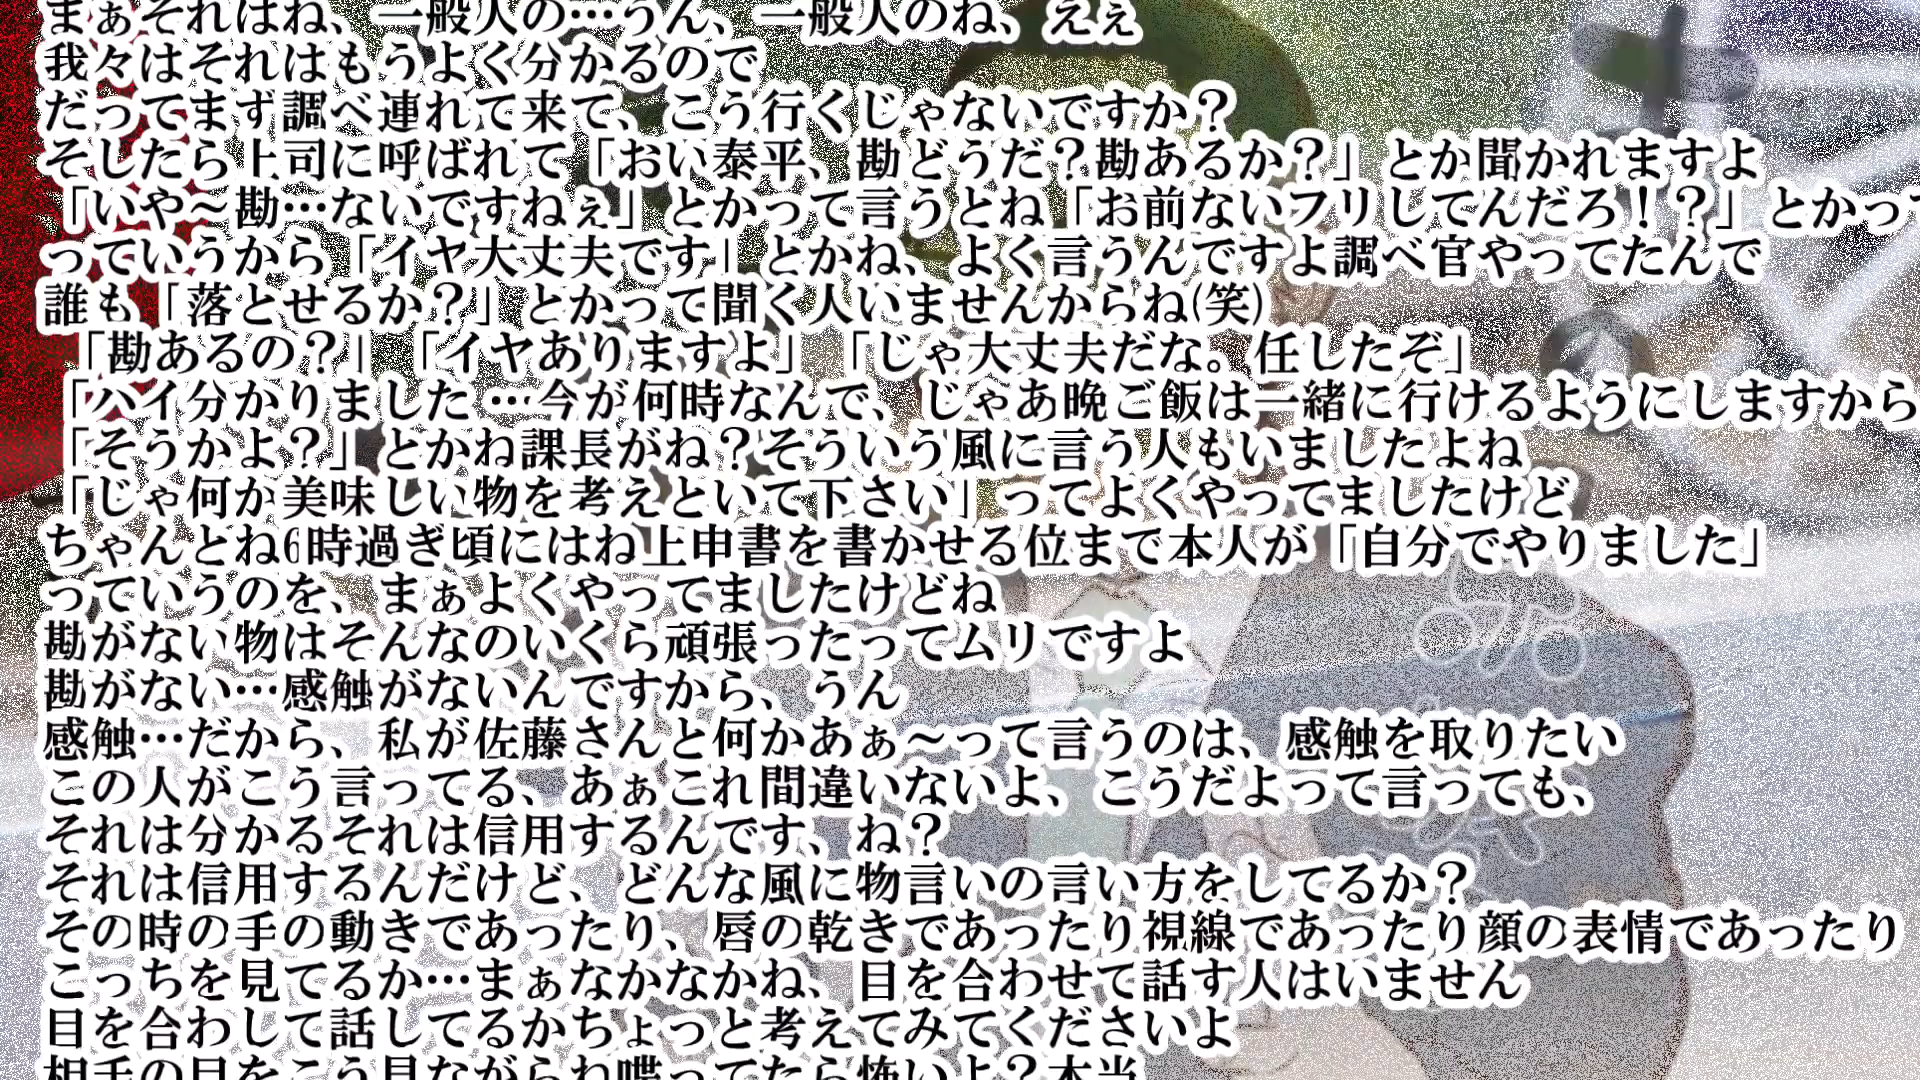 まぁそれはね、一般人の…うん、一般人のね、えぇ
我々はそれはもうよく分かるので
だってまず調べ連れて来て、こう行くじゃないですか？
そしたら上司に呼ばれて「おい泰平、勘どうだ？勘あるか？」とか聞かれますよ
「いや～勘…ないですねぇ」とかって言うとね「お前ないフリしてんだろ！？」とかって
っていうから「イヤ大丈夫です」とかね、よく言うんですよ調べ官やってたんで
誰も「落とせるか？」とかって聞く人いませんからね(笑)
「勘あるの？」「イヤありますよ」「じゃ大丈夫だな。任したぞ」
「ハイ分かりました…今が何時なんで、じゃあ晩ご飯は一緒に行けるようにしますから
「そうかよ？」とかね課長がね？そういう風に言う人もいましたよね
「じゃ何か美味しい物を考えといて下さい」ってよくやってましたけど
ちゃんとね6時過ぎ頃にはね上申書を書かせる位まで本人が「自分でやりました」
っていうのを、まぁよくやってましたけどね
勘がない物はそんなのいくら頑張ったってムリですよ
勘がない…感触がないんですから、うん
感触…だから、私が佐藤さんと何かあぁ～って言うのは、感触を取りたい
この人がこう言ってる、あぁこれ間違いないよ、こうだよって言っても、
それは分かるそれは信用するんです、ね？
それは信用するんだけど、どんな風に物言いの言い方をしてるか？
その時の手の動きであったり、唇の乾きであったり視線であったり顔の表情であったり
こっちを見てるか…まぁなかなかね、目を合わせて話す人はいません
目を合わして話してるかちょっと考えてみてくださいよ
相手の目をこう見ながらね喋ってたら怖いよ？本当